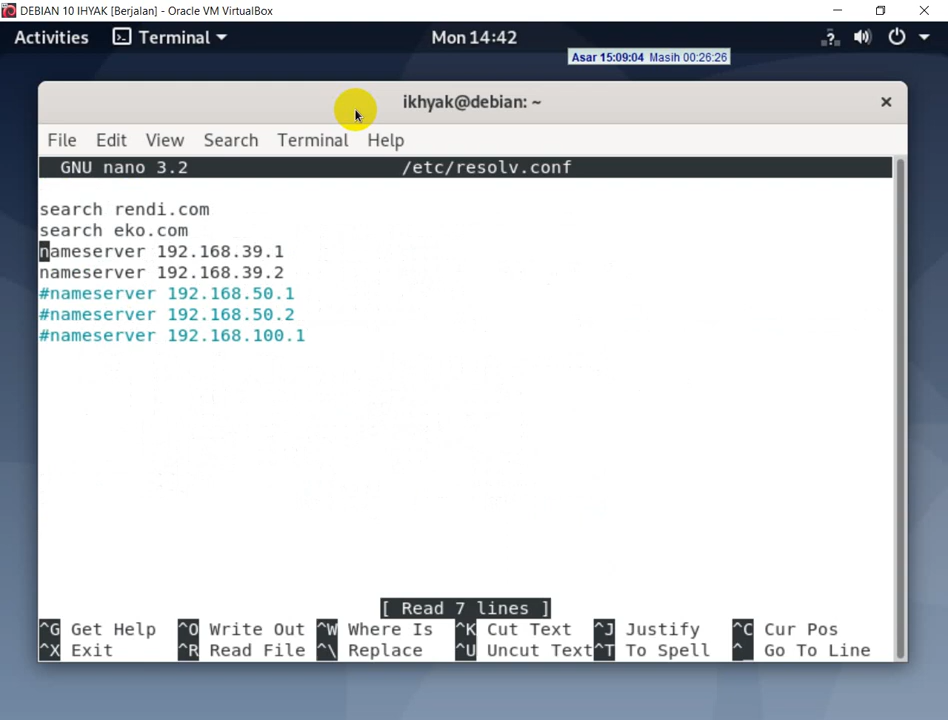 DEBIAN 10 IHYAK [Berjalan] - Oracle VM VirtualBox
Activities Terminal Mon 14:42
Asar 15:09:04 Masih 00:26:26
ikhyak@debian: ~
File Edit View Search Terminal Help
GNU nano 3.2 /etc/resolv.conf
search rendi.com
search eko.com
nameserver 192.168.39.1
nameserver 192.168.39.2
#nameserver 192.168.50.1
#nameserver 192.168.50.2
#nameserver 192.168.100.1
[ Read 7 lines ]
^G Get Help ^O Write Out ^W Where Is ^K Cut Text ^J Justify ^C Cur Pos
^X Exit ^R Read File ^\ Replace ^U Uncut Text ^T To Spell ^_ Go To Line